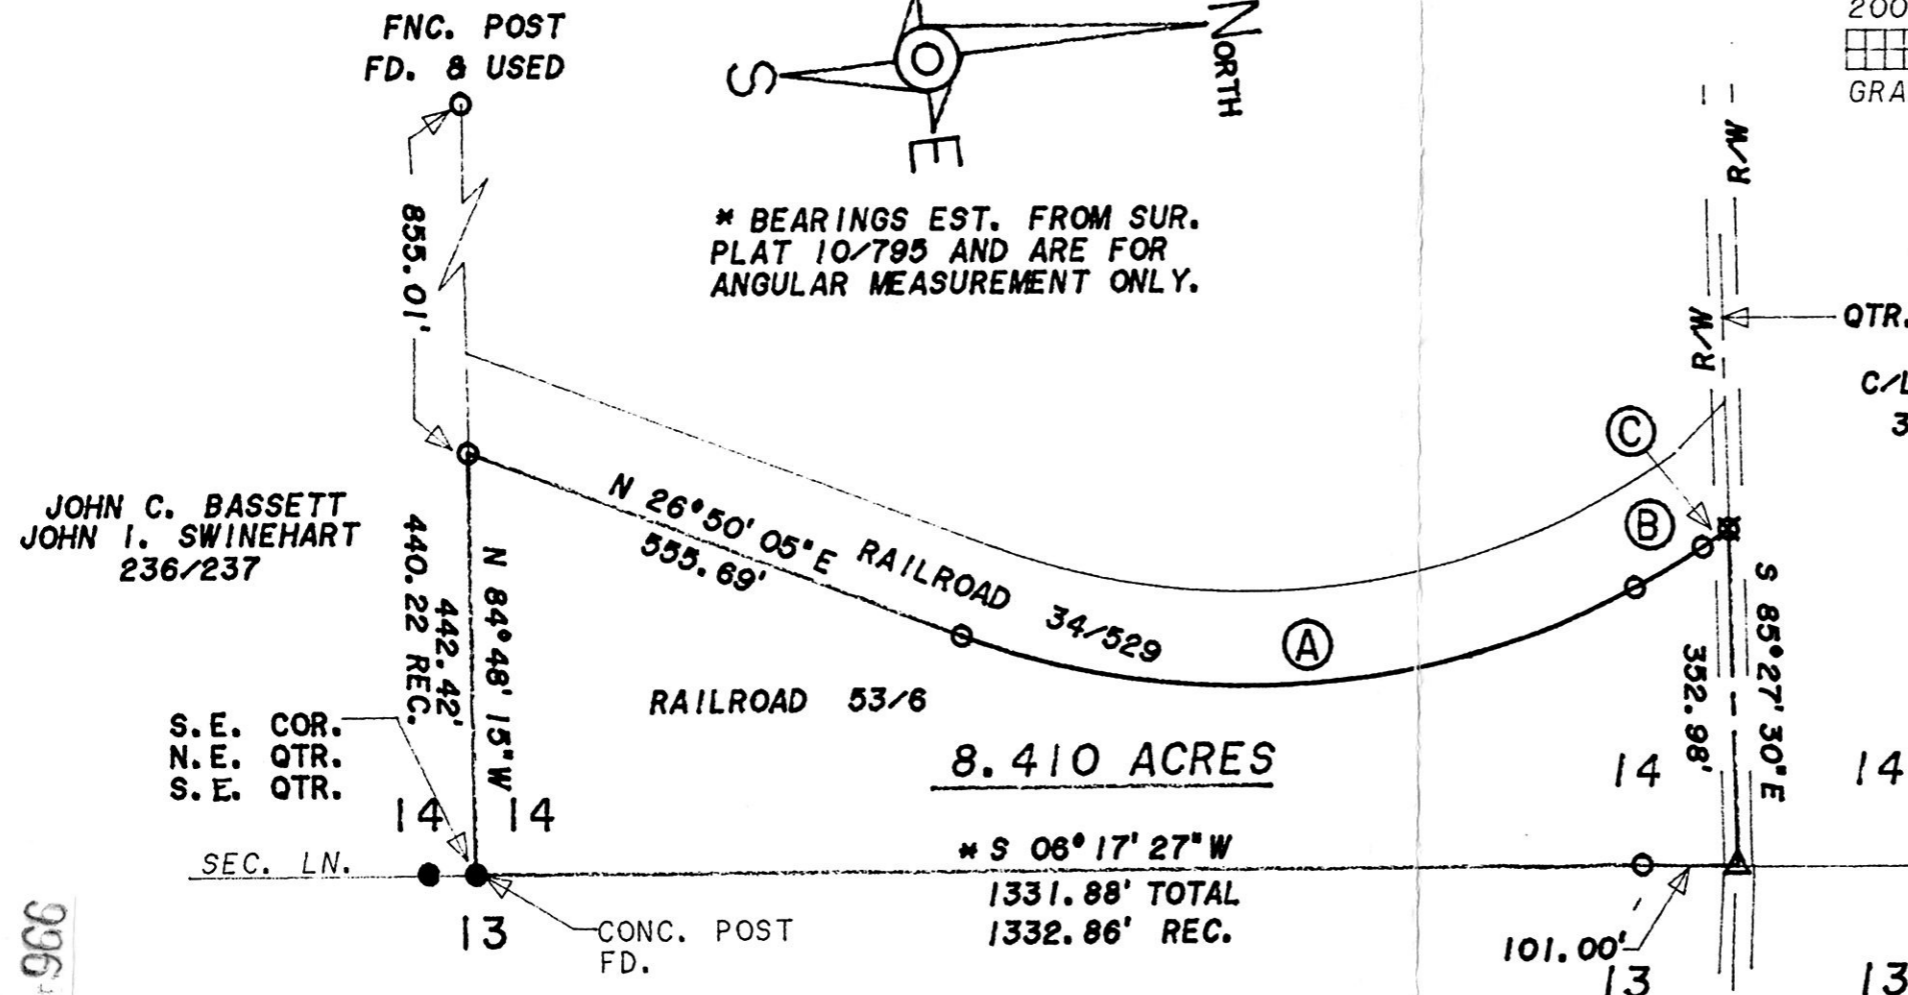 FNC. POST
FD. & USED
855.01'
S
NORTH
E
200
GRA
* BEARINGS EST. FROM SUR.
PLAT 10/795 AND ARE FOR
ANGULAR MEASUREMENT ONLY.
R/W
R/W
QTR.
C/L
3
JOHN C. BASSETT
JOHN I. SWINEHART
236/237
N 84°48'15"W
442.42'
440.22 REC.
N 26°50'05"E
555.69'
RAILROAD 34/529
A
B
C
RAILROAD 53/6
8.410 ACRES
S 85°27'30"E
352.98'
S.E. COR.
N.E. QTR.
S.E. QTR.
14
14
14
14
SEC. LN.
* S 06°17'27"W
1331.88' TOTAL
1332.86' REC.
13
CONC. POST
FD.
101.00'
13
13
966